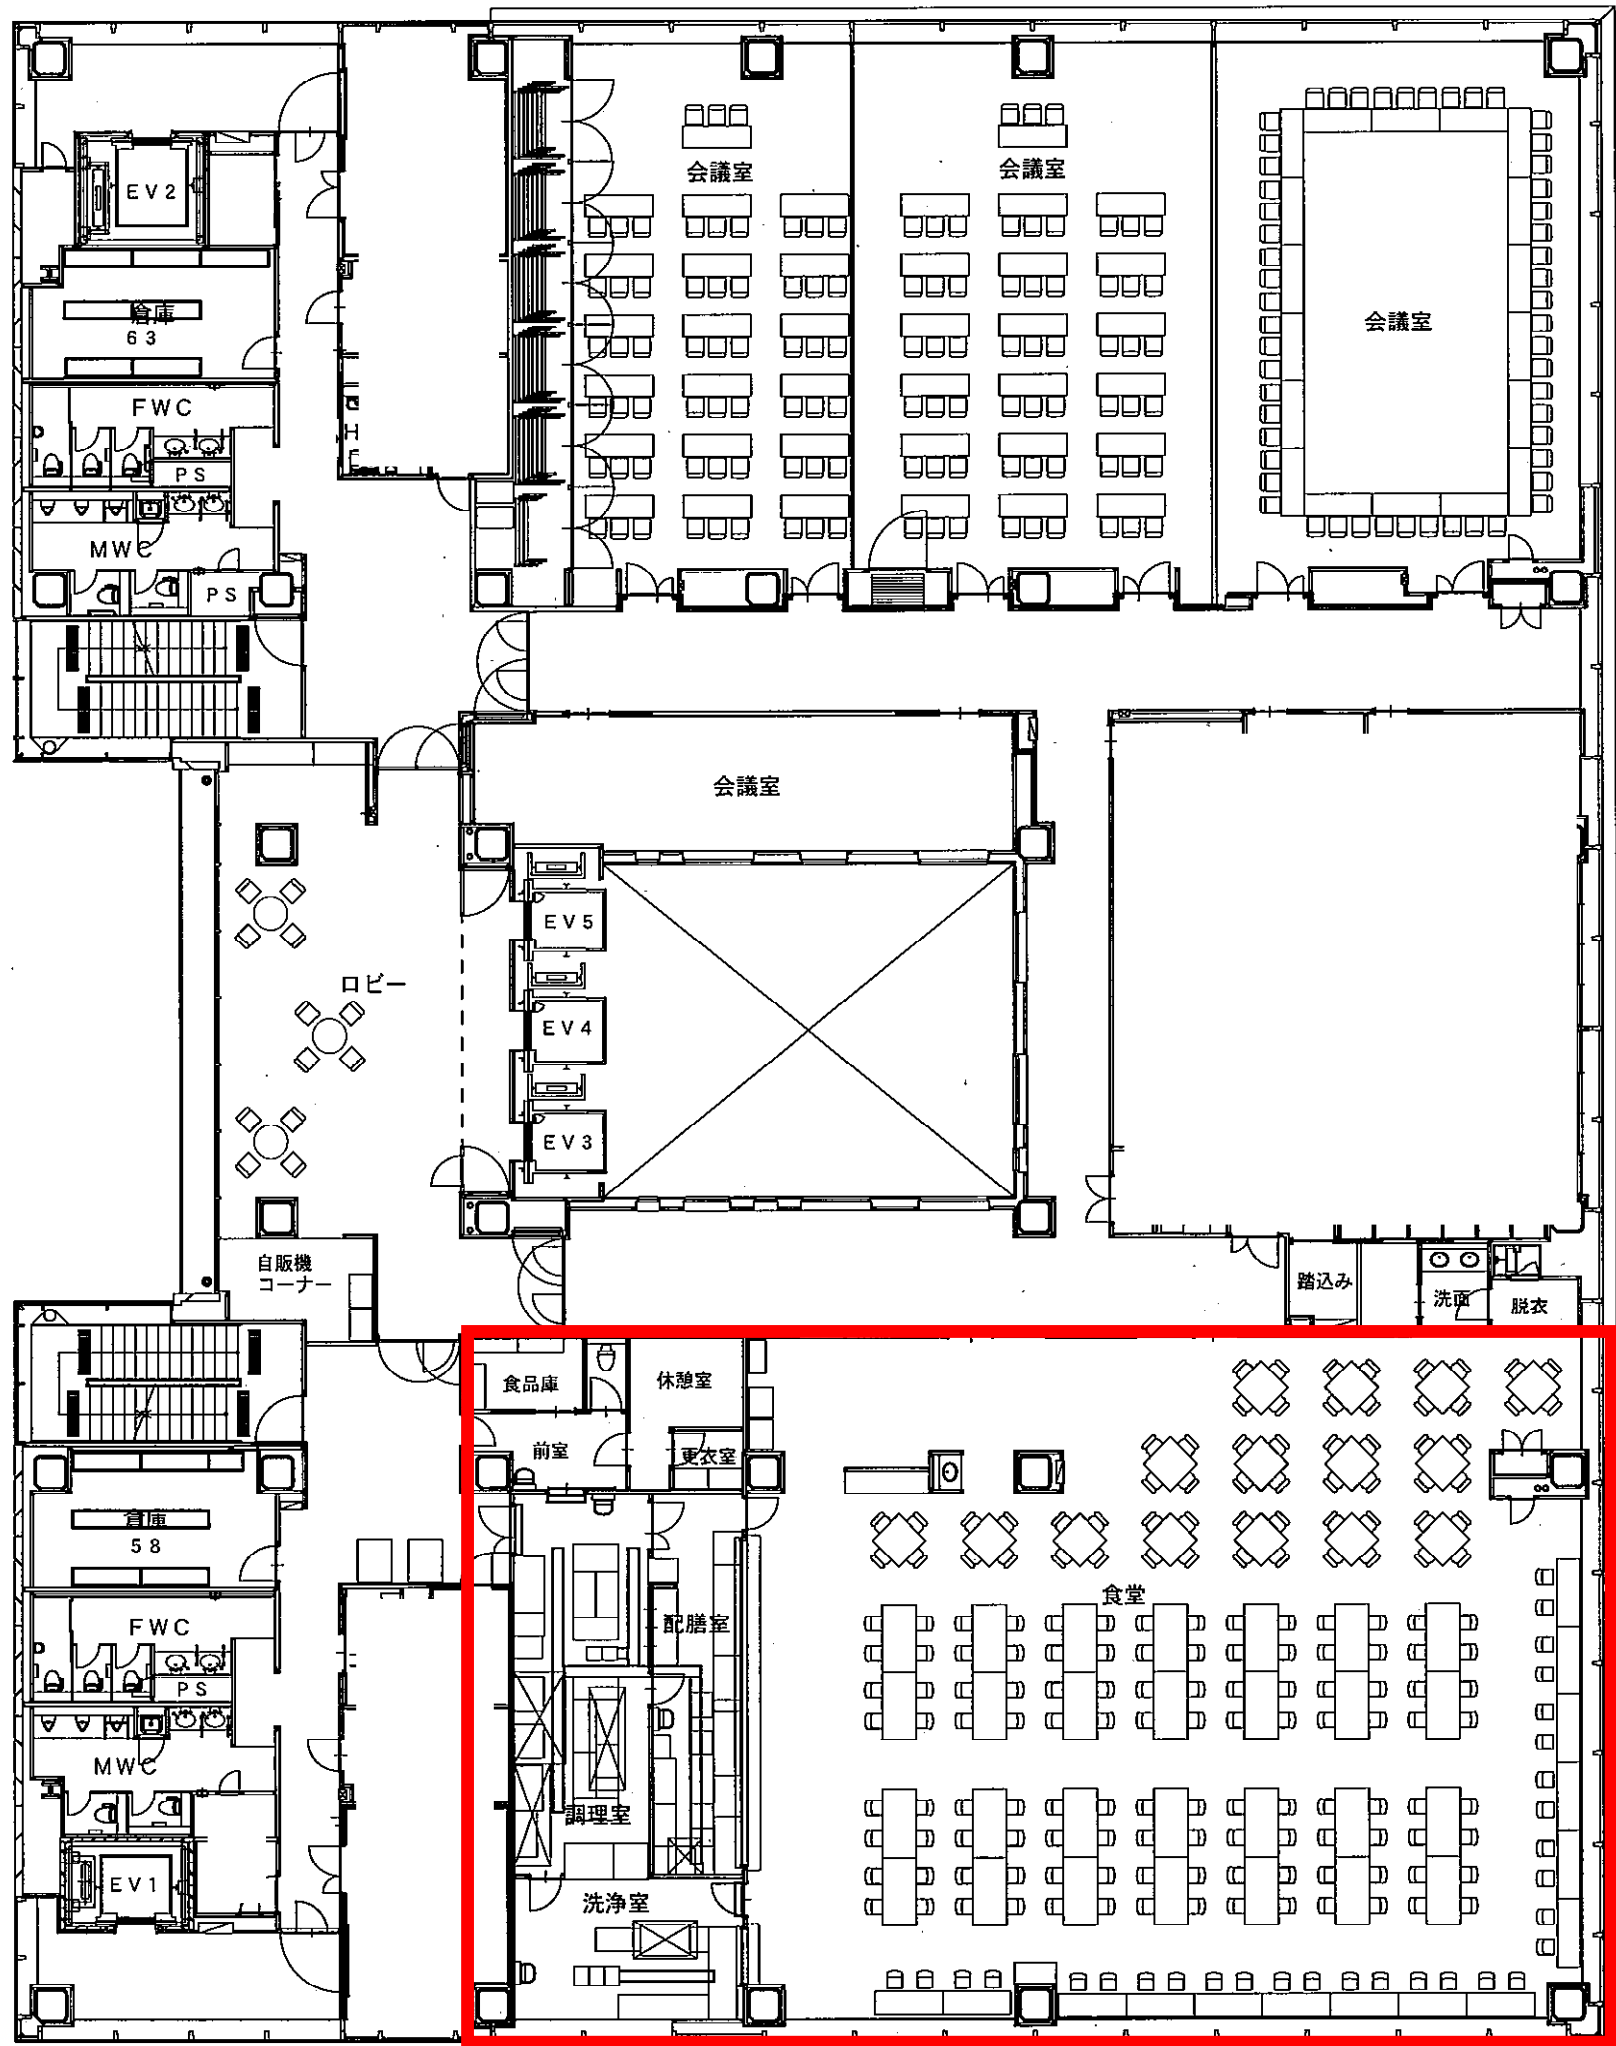 会議室
会議室
EV2
会議室
倉庫
63
FWC
PS
MWC
PS
会議室
EV5
ロビー
EV4
EV3
自販機
コーナー
踏込み
洗面
脱衣
食品庫
休憩室
前室
更衣室
倉庫
58
食堂
FWC
配膳室
PS
MWC
調理室
EV1
洗浄室